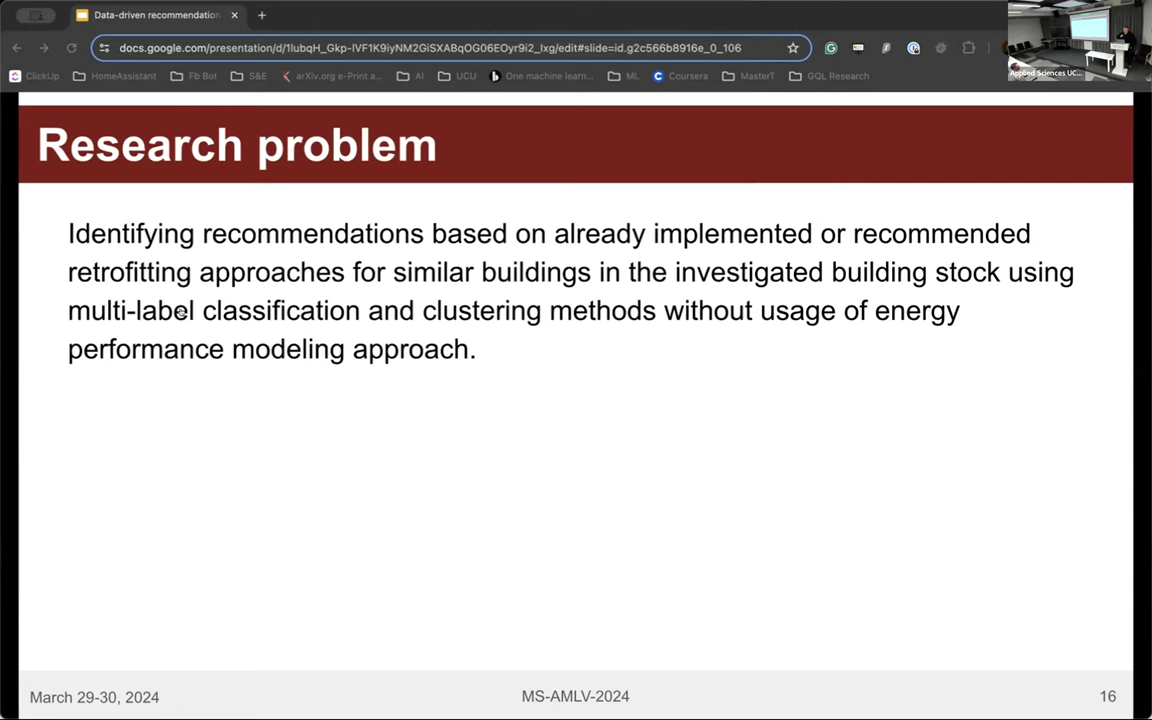 Data-driven recommendation
docs.google.com/presentation/d/1lubqH_Gkp-IVF1K9iyNM2GiSXABqOG06EOyr9i2_lxg/edit#slide=id.g2c566b8916e_0_106
ClickUp HomeAssistant Fb Bot S&E arXiv.org e-Print a... AI UCU One machine learn... ML Coursera MasterT GQL Research
Applied Sciences UC...
Research problem
Identifying recommendations based on already implemented or recommended
retrofitting approaches for similar buildings in the investigated building stock using
multi-label classification and clustering methods without usage of energy
performance modeling approach.
March 29-30, 2024 MS-AMLV-2024 16